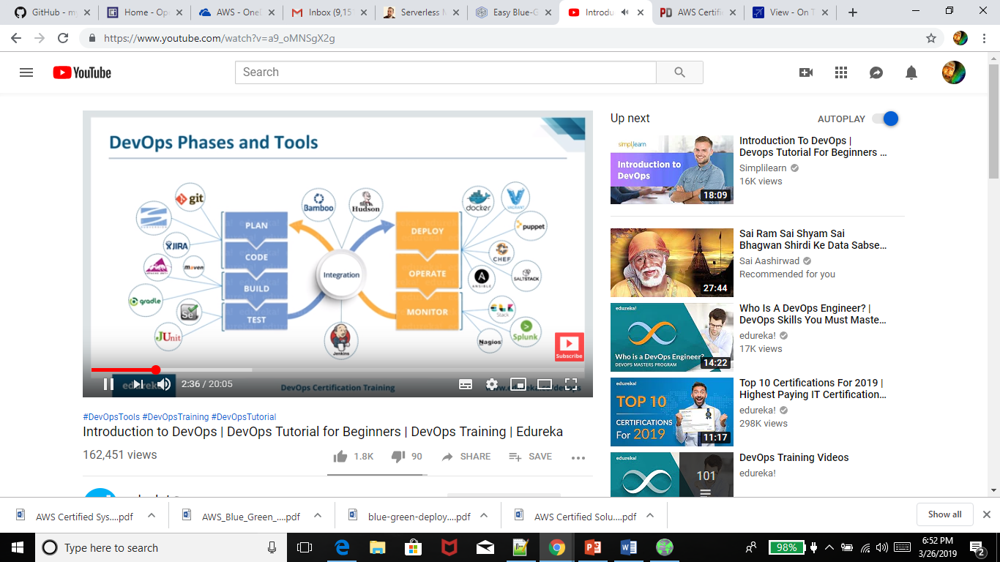 GitHub - my
Home - Op
AWS - OneD
Inbox (9,15
Serverless M
Easy Blue-G
Introdu
AWS Certifi
View - On T
https://www.youtube.com/watch?v=a9_oMNSgX2g
YouTube
Search
DevOps Phases and Tools
git
JIRA
maven
gradle
Se
JUnit
PLAN
CODE
BUILD
TEST
Bamboo
Hudson
Integration
Jenkins
DEPLOY
OPERATE
MONITOR
docker
VAGRANT
puppet
CHEF
ANSIBLE
SALTSTACK
Stack
Splunk
Nagios
Subscribe
2:36 / 20:05
DevOps Certification Training
#DevOpsTools #DevOpsTraining #DevOpsTutorial
Introduction to DevOps | DevOps Tutorial for Beginners | DevOps Training | Edureka
162,451 views
1.8K
90
SHARE
SAVE
Up next
AUTOPLAY
simplilearn
Introduction to
DevOps
18:09
Introduction To DevOps |
Devops Tutorial For Beginners ...
Simplilearn
16K views
27:44
Sai Ram Sai Shyam Sai
Bhagwan Shirdi Ke Data Sabse...
Sai Aashirwad
Recommended for you
edureka!
Who is a DevOps Engineer?
DEVOPS MASTERS PROGRAM
14:22
Who Is A DevOps Engineer? |
DevOps Skills You Must Maste...
edureka!
17K views
edureka!
TOP 10
CERTIFICATIONS
For 2019
11:17
Top 10 Certifications For 2019 |
Highest Paying IT Certification...
edureka!
298K views
101
DevOps Training Videos
edureka!
AWS Certified Sys....pdf
AWS_Blue_Green_....pdf
blue-green-deploy....pdf
AWS Certified Solu....pdf
Show all
Type here to search
98%
6:52 PM
3/26/2019
2